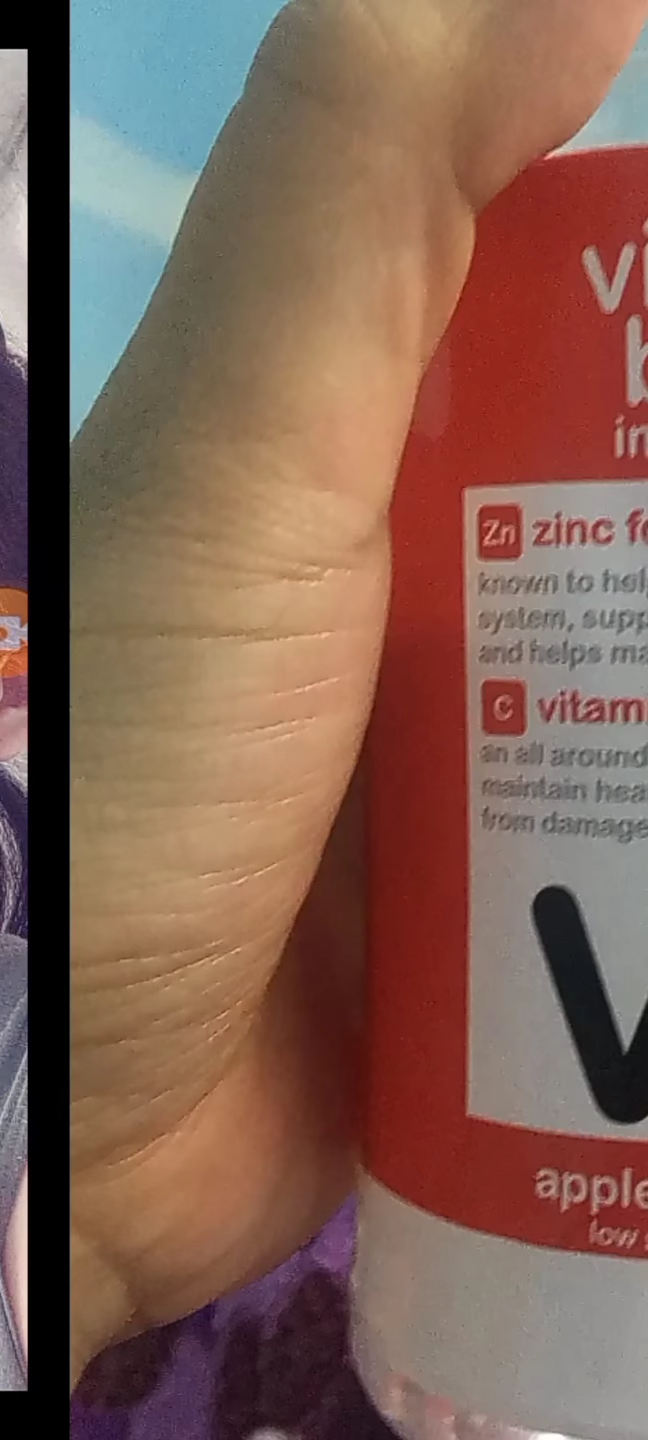 vi
b
in
Zn zinc fo
known to help
system, supp
and helps ma
C vitam
an all around
maintain hea
from damage
V
apple
low